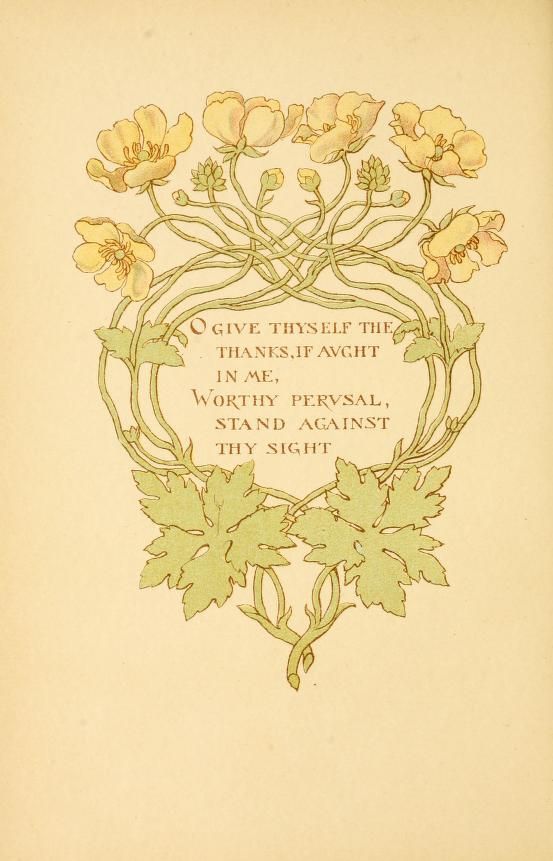 O GIVE THYSELF THE
THANKS, IF AVGHT
IN ME,
WORTHY PERVSAL,
STAND AGAINST
THY SIGHT